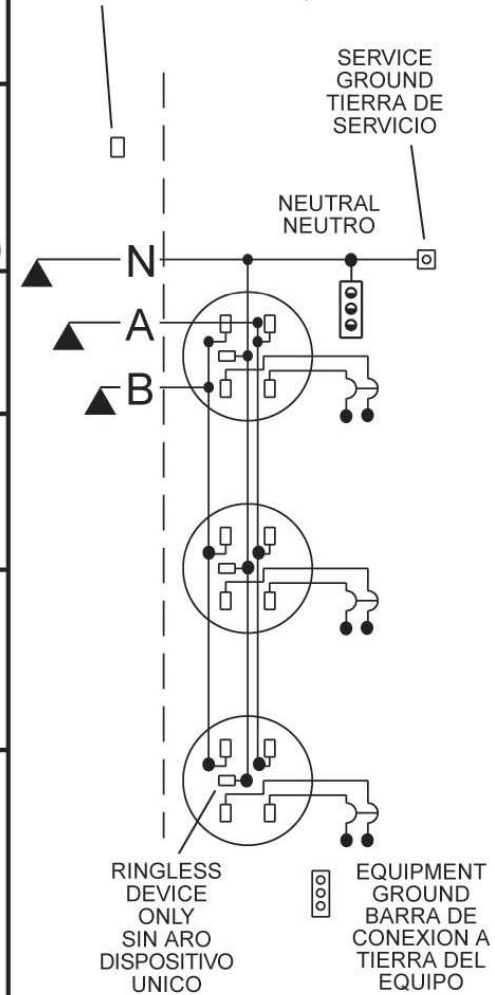 SERVICE
GROUND
TIERRA DE
SERVICIO
NEUTRAL
NEUTRO
N
A
B
RINGLESS
DEVICE
ONLY
SIN ARO
DISPOSITIVO
UNICO
EQUIPMENT
GROUND
BARRA DE
CONEXION A
TIERRA DEL
EQUIPO